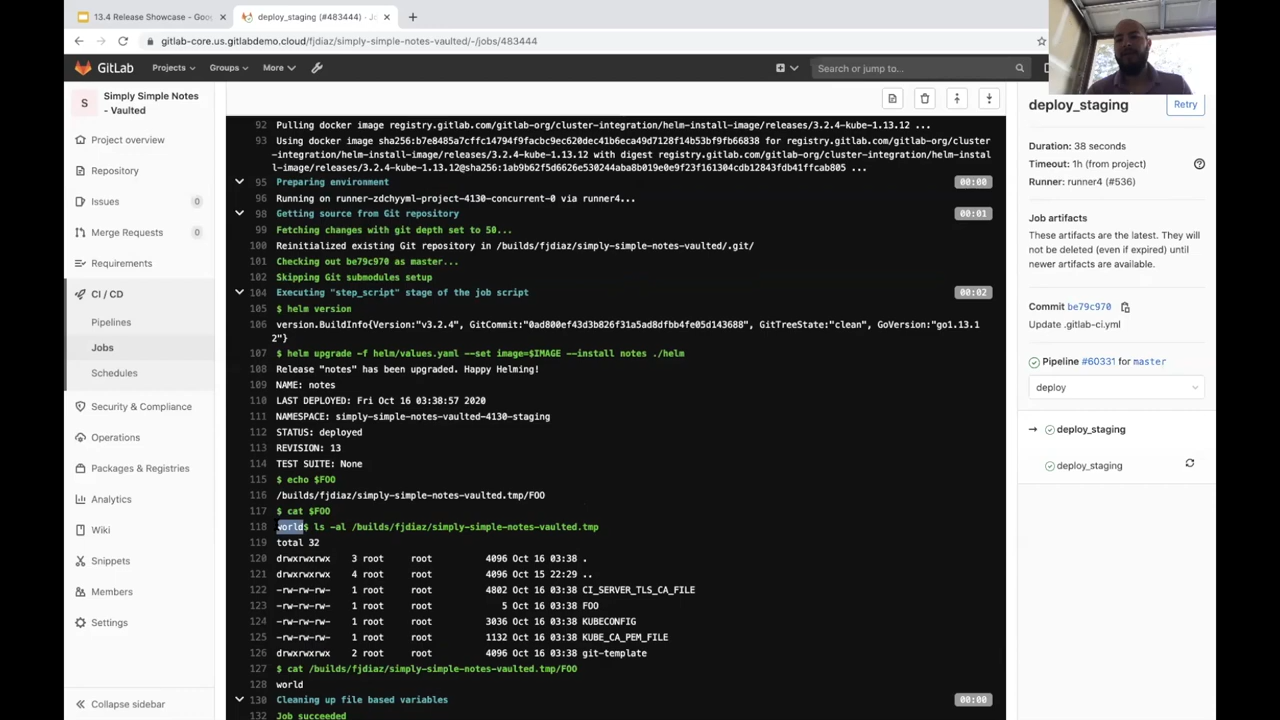 13.4 Release Showcase - Goo
deploy_staging (#483444) · Jo
gitlab-core.us.gitlabdemo.cloud/fjdiaz/simply-simple-notes-vaulted/-/jobs/483444
GitLab
Projects
Groups
More
Search or jump to...
S
Simply Simple Notes - Vaulted
Project overview
Repository
Issues 0
Merge Requests 0
Requirements
CI / CD
Pipelines
Jobs
Schedules
Security & Compliance
Operations
Packages & Registries
Analytics
Wiki
Snippets
Members
Settings
Collapse sidebar
92 Pulling docker image registry.gitlab.com/gitlab-org/cluster-integration/helm-install-image/releases/3.2.4-kube-1.13.12 ...
93 Using docker image sha256:b7e8485a7cffc14794f9facbc9ec620dec41b6eca49d7128f14b53bf9fb66838 for registry.gitlab.com/gitlab-org/cluster
-integration/helm-install-image/releases/3.2.4-kube-1.13.12 with digest registry.gitlab.com/gitlab-org/cluster-integration/helm-instal
l-image/releases/3.2.4-kube-1.13.12@sha256:1ab9b62f5d6626e530244aba8b019e0e9f23f161304cdb12843fdb41ffcab805 ...
95 Preparing environment 00:00
96 Running on runner-zdchyyml-project-4130-concurrent-0 via runner4...
98 Getting source from Git repository 00:01
99 Fetching changes with git depth set to 50...
100 Reinitialized existing Git repository in /builds/fjdiaz/simply-simple-notes-vaulted/.git/
101 Checking out be79c970 as master...
102 Skipping Git submodules setup
104 Executing "step_script" stage of the job script 00:02
105 $ helm version
106 version.BuildInfo{Version:"v3.2.4", GitCommit:"0ad800ef43d3b826f31a5ad8dfbb4fe05d143688", GitTreeState:"clean", GoVersion:"go1.13.1
2"}
107 $ helm upgrade -f helm/values.yaml --set image=$IMAGE --install notes ./helm
108 Release "notes" has been upgraded. Happy Helming!
109 NAME: notes
110 LAST DEPLOYED: Fri Oct 16 03:38:57 2020
111 NAMESPACE: simply-simple-notes-vaulted-4130-staging
112 STATUS: deployed
113 REVISION: 13
114 TEST SUITE: None
115 $ echo $FOO
116 /builds/fjdiaz/simply-simple-notes-vaulted.tmp/FOO
117 $ cat $FOO
118 world$ ls -al /builds/fjdiaz/simply-simple-notes-vaulted.tmp
119 total 32
120 drwxrwxrwx 3 root root 4096 Oct 16 03:38 .
121 drwxrwxrwx 4 root root 4096 Oct 15 22:29 ..
122 -rw-rw-rw- 1 root root 4802 Oct 16 03:38 CI_SERVER_TLS_CA_FILE
123 -rw-rw-rw- 1 root root 5 Oct 16 03:38 FOO
124 -rw-rw-rw- 1 root root 3036 Oct 16 03:38 KUBECONFIG
125 -rw-rw-rw- 1 root root 1132 Oct 16 03:38 KUBE_CA_PEM_FILE
126 drwxrwxrwx 2 root root 4096 Oct 16 03:38 git-template
127 $ cat /builds/fjdiaz/simply-simple-notes-vaulted.tmp/FOO
128 world
130 Cleaning up file based variables 00:00
132 Job succeeded
deploy_staging
Retry
Duration: 38 seconds
Timeout: 1h (from project)
Runner: runner4 (#536)
Job artifacts
These artifacts are the latest. They will
not be deleted (even if expired) until
newer artifacts are available.
Commit be79c970
Update .gitlab-ci.yml
Pipeline #60331 for master
deploy
deploy_staging
deploy_staging